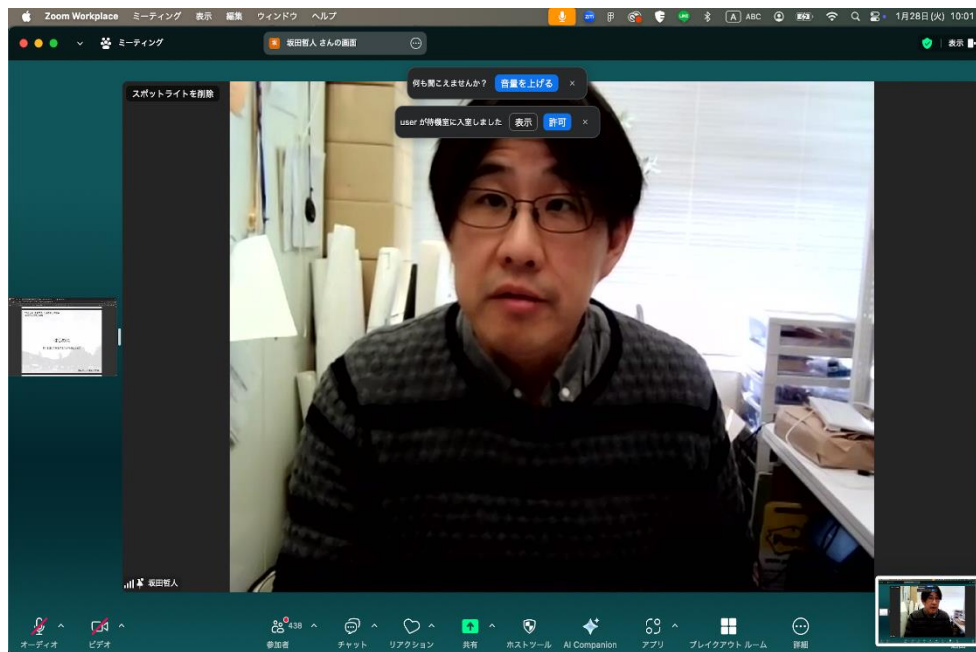 Zoom Workplace ミーティング 表示 編集 ウィンドウ ヘルプ
A ABC 1月28日(火) 10:01
ミーティング
坂田哲人 さんの画面
表示
何も聞こえませんか? 音量を上げる ×
スポットライトを削除
user が待機室に入室しました 表示 許可 ×
はじめに
坂田哲人
438
オーディオ
ビデオ
参加者
チャット
リアクション
共有
ホストツール
AI Companion
アプリ
ブレイクアウト ルーム
詳細